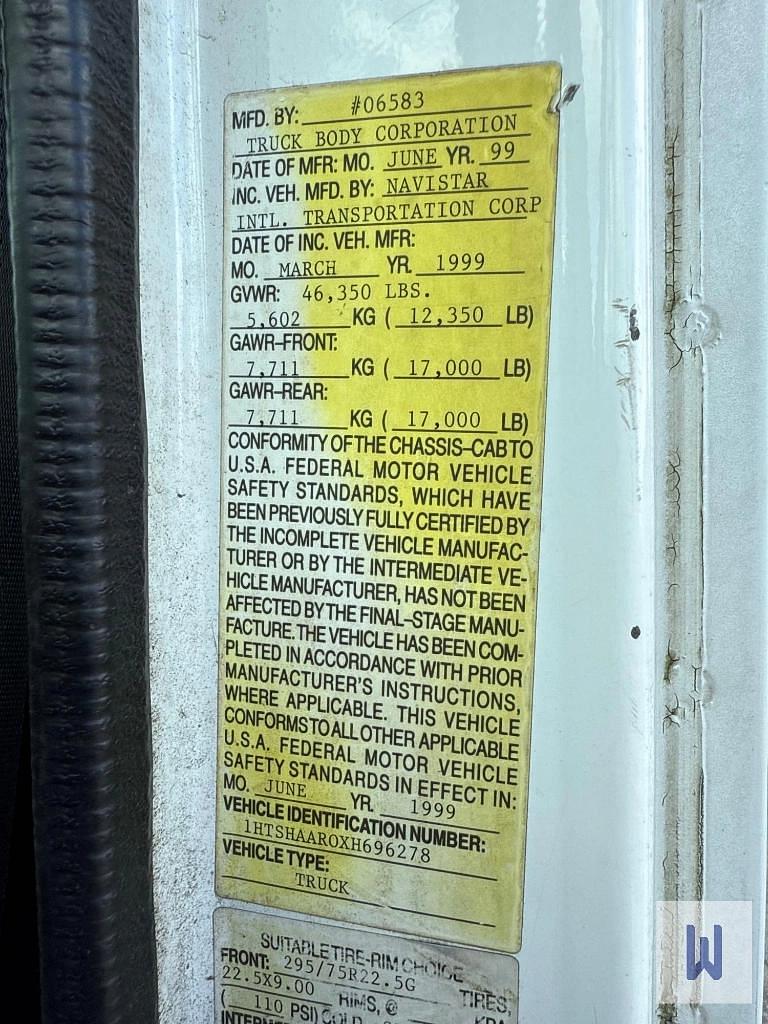 MFD. BY: #06583
TRUCK BODY CORPORATION
DATE OF MFR: MO. JUNE YR. 99
INC. VEH. MFD. BY: NAVISTAR
INTL. TRANSPORTATION CORP
DATE OF INC. VEH. MFR:
MO. MARCH YR. 1999
GVWR: 46,350 LBS.
5,602 KG ( 12,350 LB)
GAWR-FRONT:
7,711 KG ( 17,000 LB)
GAWR-REAR:
7,711 KG ( 17,000 LB)
CONFORMITY OF THE CHASSIS-CAB TO
U.S.A. FEDERAL MOTOR VEHICLE
SAFETY STANDARDS, WHICH HAVE
BEEN PREVIOUSLY FULLY CERTIFIED BY
THE INCOMPLETE VEHICLE MANUFAC-
TURER OR BY THE INTERMEDIATE VE-
HICLE MANUFACTURER, HAS NOT BEEN
AFFECTED BY THE FINAL-STAGE MANU-
FACTURE. THE VEHICLE HAS BEEN COM-
PLETED IN ACCORDANCE WITH PRIOR
MANUFACTURER'S INSTRUCTIONS,
WHERE APPLICABLE. THIS VEHICLE
CONFORMS TO ALL OTHER APPLICABLE
U.S.A. FEDERAL MOTOR VEHICLE
SAFETY STANDARDS IN EFFECT IN:
MO. JUNE YR. 1999
VEHICLE IDENTIFICATION NUMBER:
1HTSHAAR0XH696278
VEHICLE TYPE:
TRUCK
SUITABLE TIRE-RIM CHOICE
FRONT: 295/75R22.5G TIRES,
22.5X9.00 RIMS, @
( 110 PSI) COLD
W